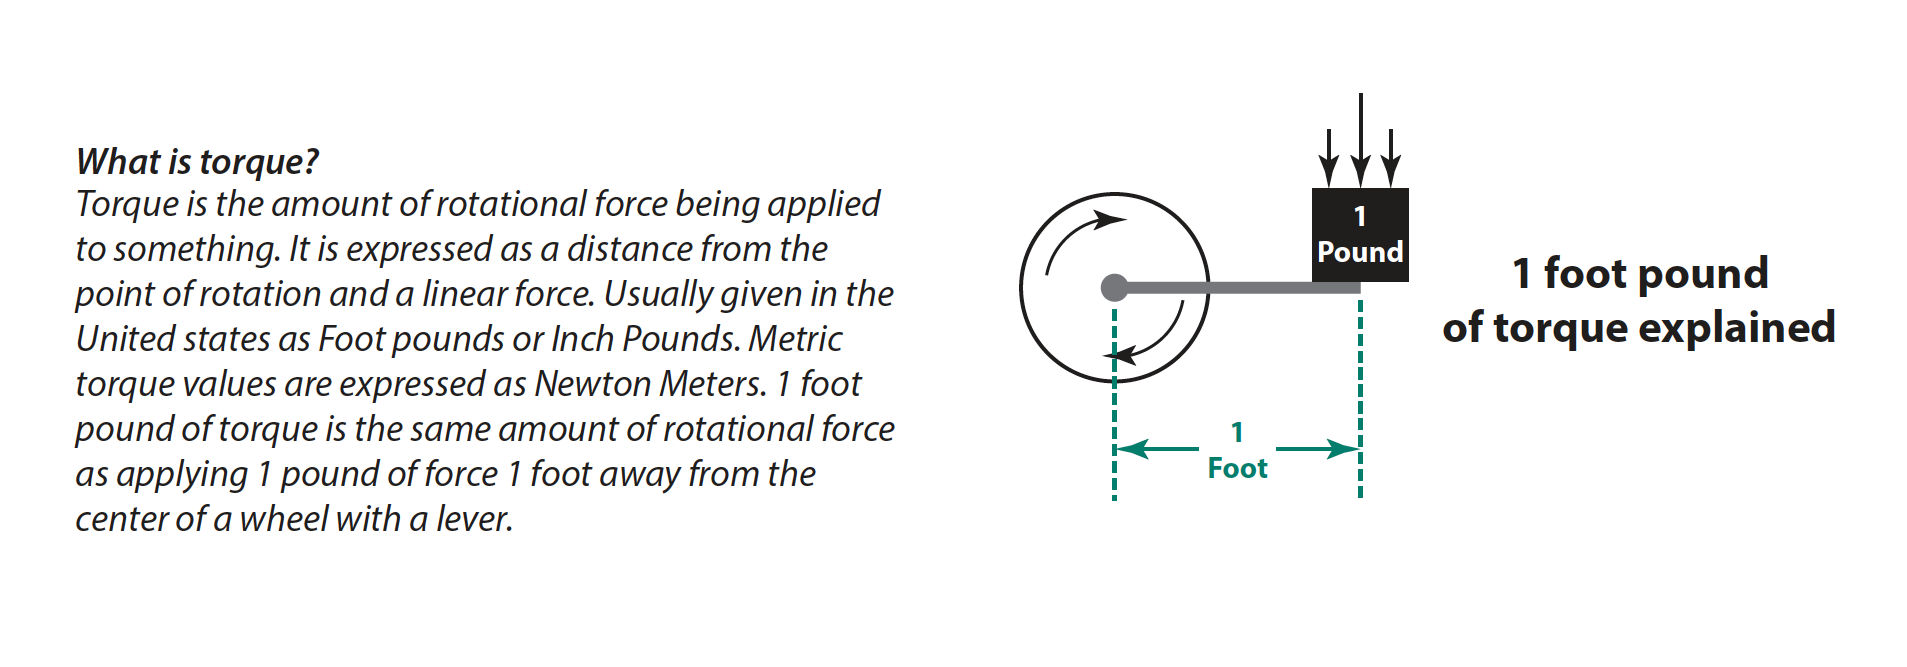 What is torque?
Torque is the amount of rotational force being applied
to something. It is expressed as a distance from the
point of rotation and a linear force. Usually given in the
United states as Foot pounds or Inch Pounds. Metric
torque values are expressed as Newton Meters. 1 foot
pound of torque is the same amount of rotational force
as applying 1 pound of force 1 foot away from the
center of a wheel with a lever.
1
Pound
1
Foot
1 foot pound
of torque explained